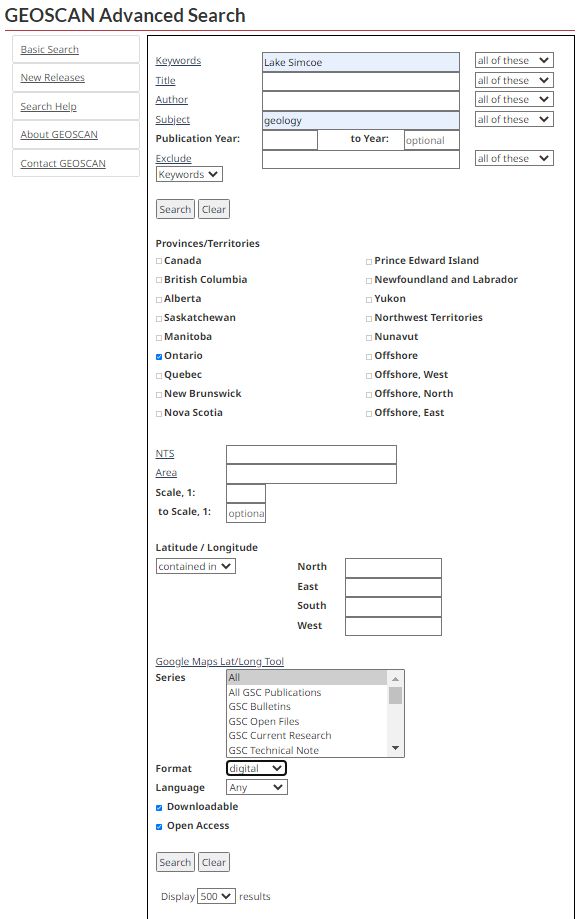 GEOSCAN Advanced Search
Basic Search
New Releases
Search Help
About GEOSCAN
Contact GEOSCAN
Keywords Lake Simcoe all of these
Title all of these
Author all of these
Subject geology all of these
Publication Year: to Year: optional
Exclude all of these
Keywords
Search Clear
Provinces/Territories
Canada Prince Edward Island
British Columbia Newfoundland and Labrador
Alberta Yukon
Saskatchewan Northwest Territories
Manitoba Nunavut
Ontario Offshore
Quebec Offshore, West
New Brunswick Offshore, North
Nova Scotia Offshore, East
NTS
Area
Scale, 1:
to Scale, 1: optiona
Latitude / Longitude
contained in North
East
South
West
Google Maps Lat/Long Tool
Series All
All GSC Publications
GSC Bulletins
GSC Open Files
GSC Current Research
GSC Technical Note
Format digital
Language Any
Downloadable
Open Access
Search Clear
Display 500 results